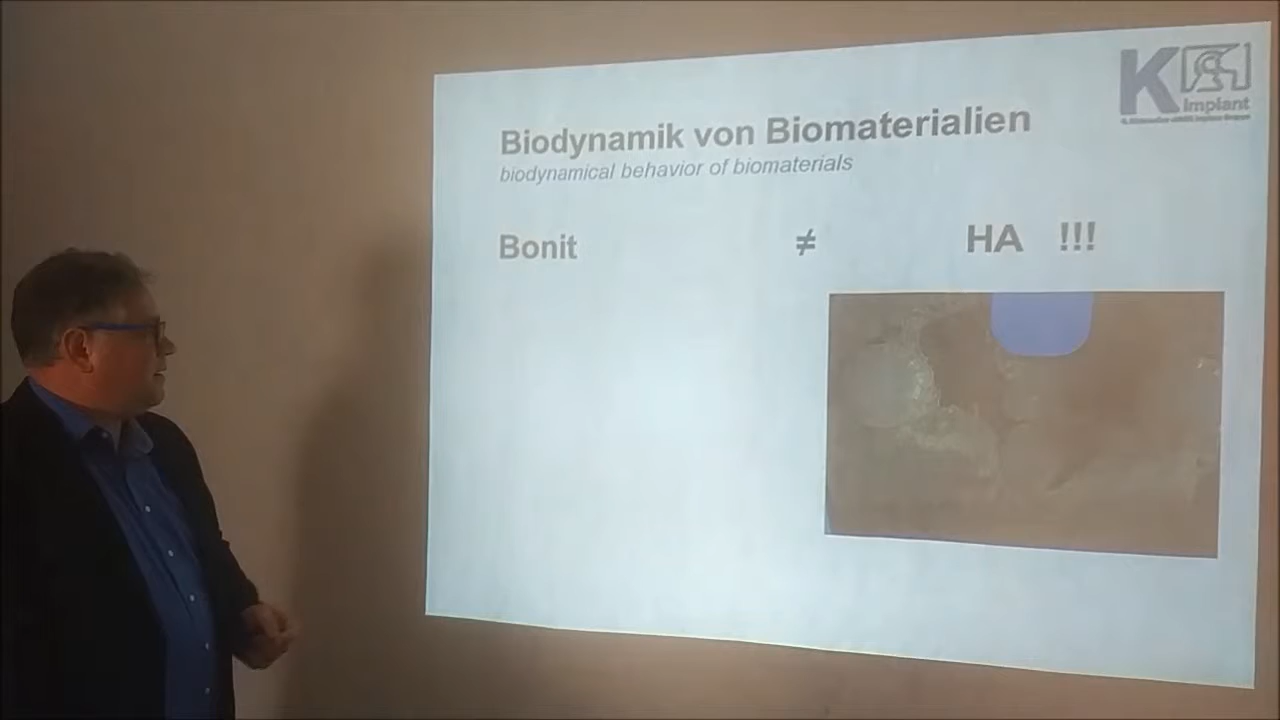 K
Implant
Biodynamik von Biomaterialien
biodynamical behavior of biomaterials
Bonit ≠ HA !!!